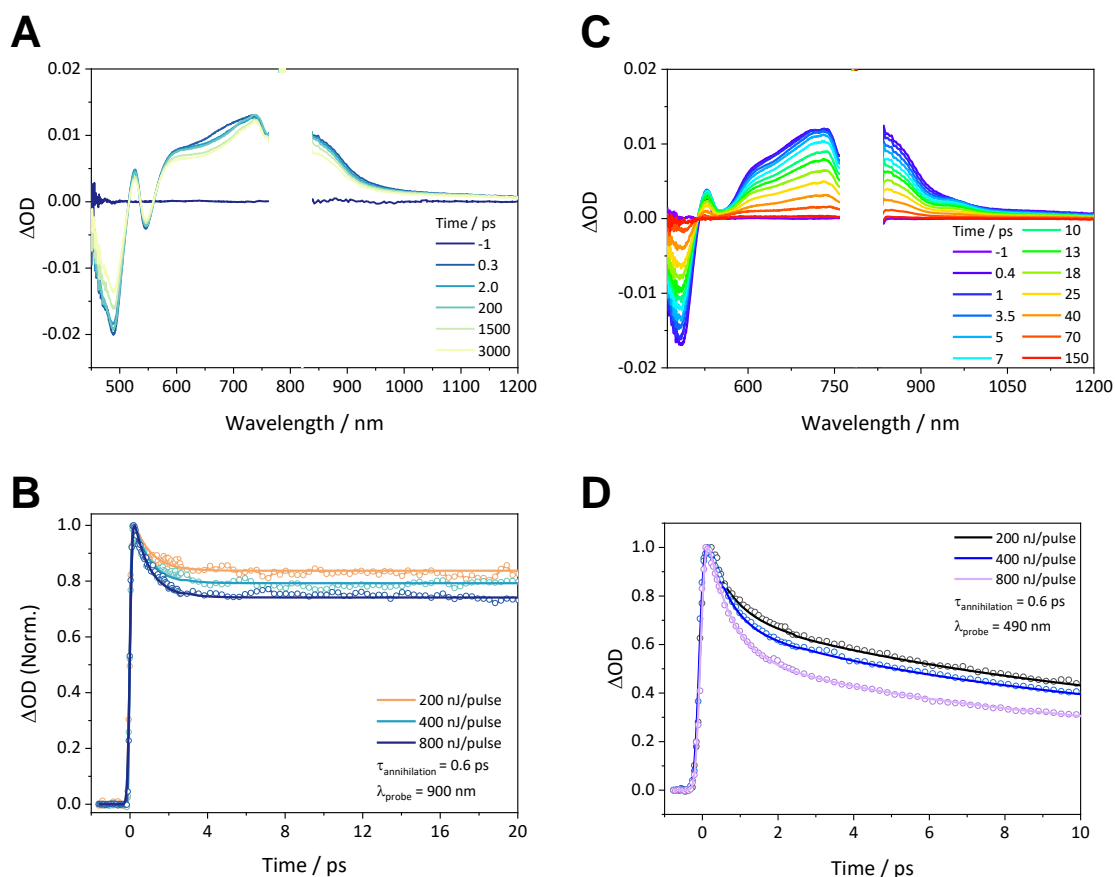 A
0.02
0.01
0.00
-0.01
-0.02
ΔOD
Time / ps
-1
0.3
2.0
200
1500
3000
500 600 700 800 900 1000 1100 1200
Wavelength / nm
C
0.02
0.01
0.00
-0.01
-0.02
ΔOD
Time / ps
-1
0.4
1
3.5
5
7
10
13
18
25
40
70
150
600 750 900 1050 1200
Wavelength / nm
B
1.0
0.8
0.6
0.4
0.2
0.0
ΔOD (Norm.)
200 nJ/pulse
400 nJ/pulse
800 nJ/pulse
τannihilation = 0.6 ps
λprobe = 900 nm
0 4 8 12 16 20
Time / ps
D
1.0
0.8
0.6
0.4
0.2
0.0
ΔOD
200 nJ/pulse
400 nJ/pulse
800 nJ/pulse
τannihilation = 0.6 ps
λprobe = 490 nm
0 2 4 6 8 10
Time / ps